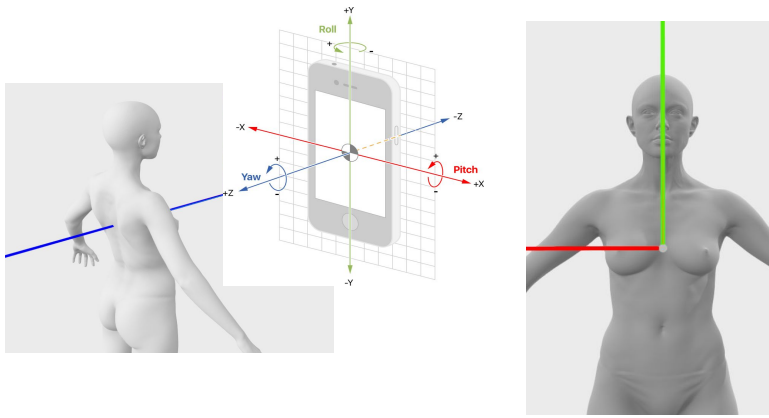 +Y
Roll
+
-
-X
-Z
+
Yaw
+Z
-
+
Pitch
+X
-
-Y